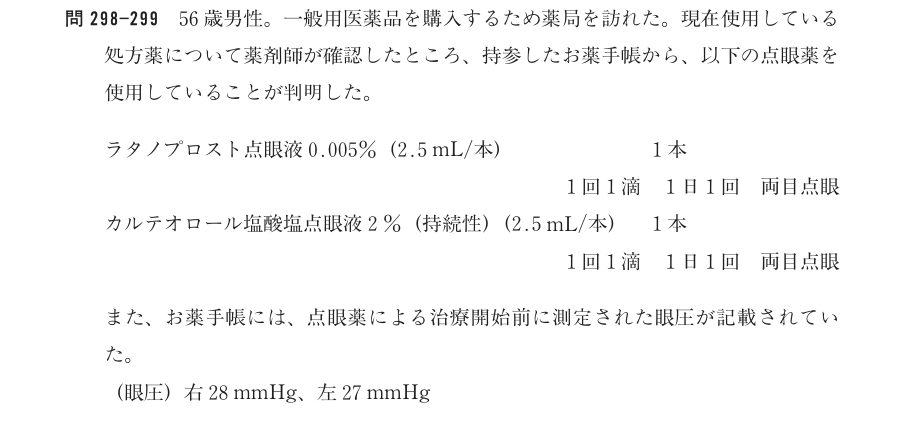 問 298−299　56 歳男性。一般用医薬品を購入するため薬局を訪れた。現在使用している
処方薬について薬剤師が確認したところ、持参したお薬手帳から、以下の点眼薬を
使用していることが判明した。
ラタノプロスト点眼液 0.005％（2.5 mL/本）　1 本
1 回 1 滴　1 日 1 回　両目点眼
カルテオロール塩酸塩点眼液 2 ％（持続性）（2.5 mL/本）　1 本
1 回 1 滴　1 日 1 回　両目点眼
また、お薬手帳には、点眼薬による治療開始前に測定された眼圧が記載されてい
た。
（眼圧）右 28 mmHg、左 27 mmHg